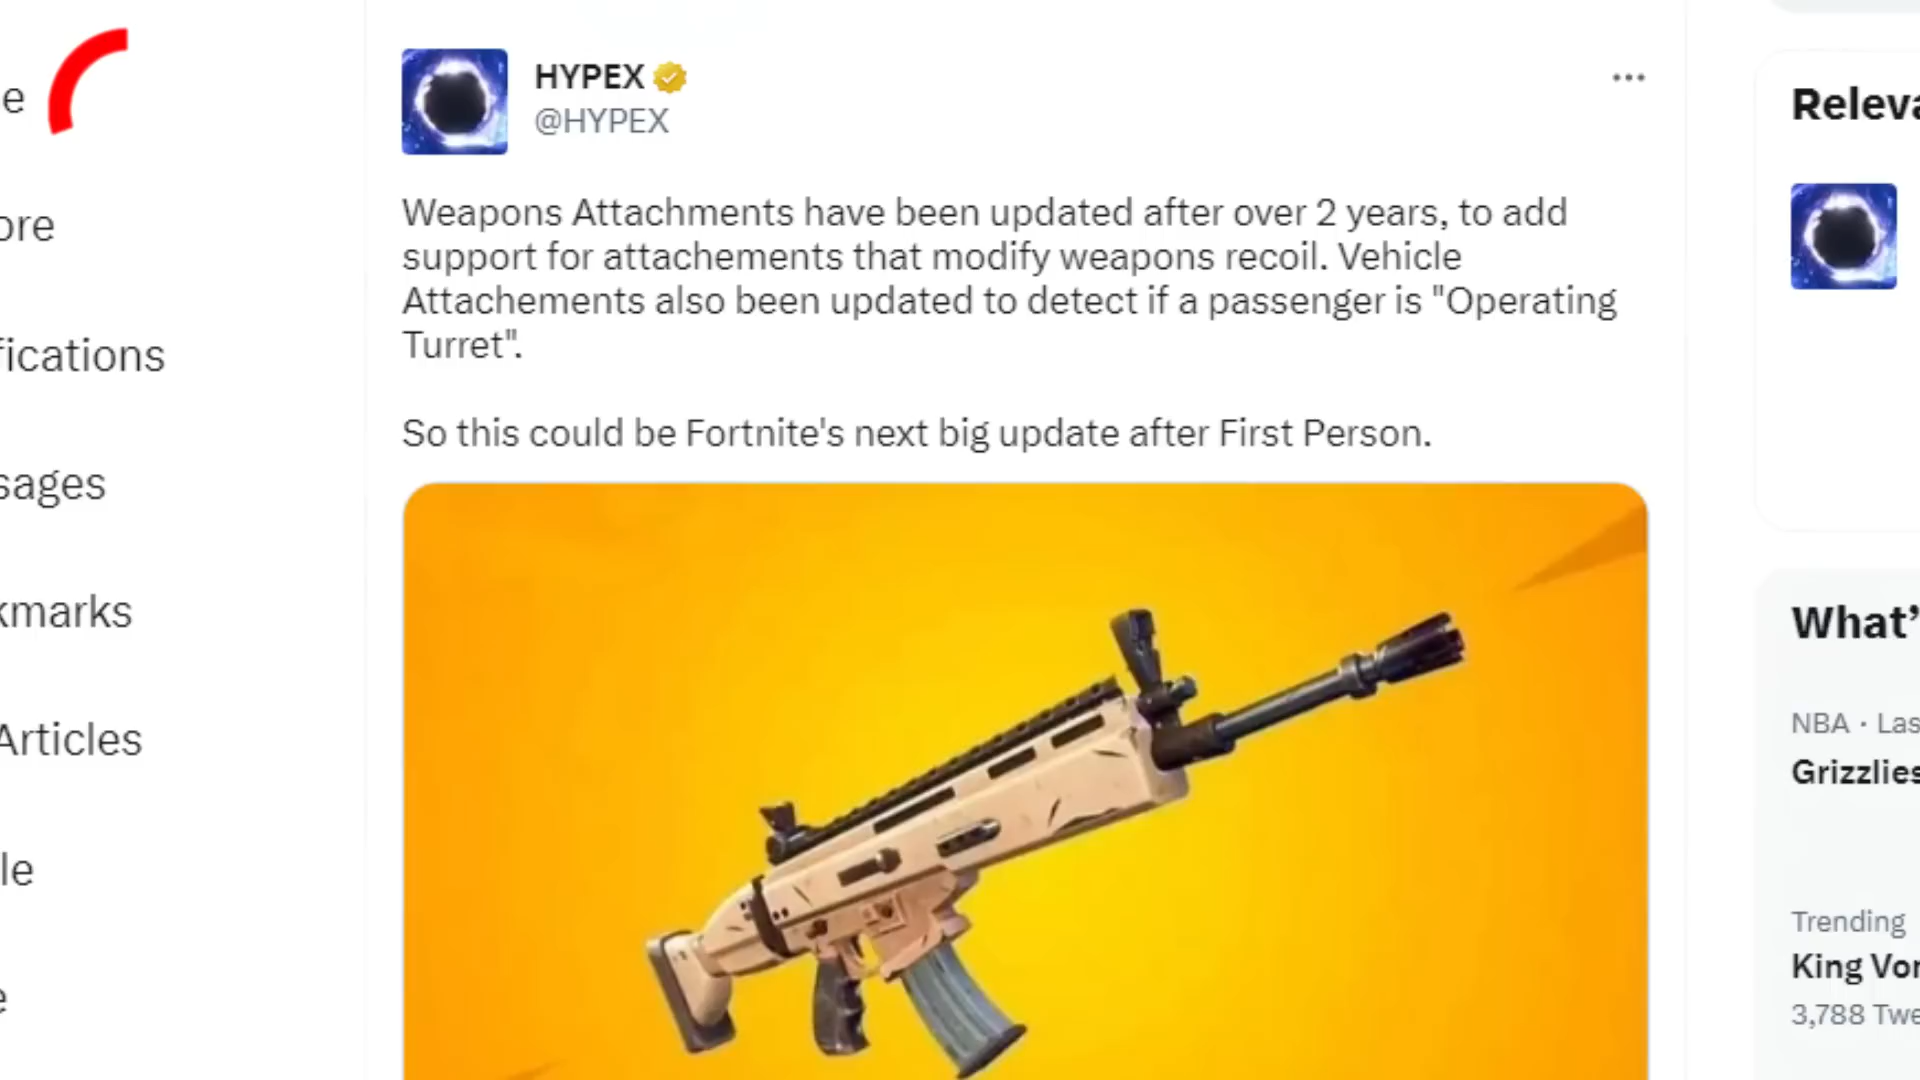 HYPEX
@HYPEX
Weapons Attachments have been updated after over 2 years, to add
support for attachements that modify weapons recoil. Vehicle
Attachements also been updated to detect if a passenger is "Operating
Turret".
So this could be Fortnite's next big update after First Person.
e
ore
fications
sages
kmarks
Articles
le
e
Releva
What’
NBA · Las
Grizzlies
Trending
King Vor
3,788 Twe